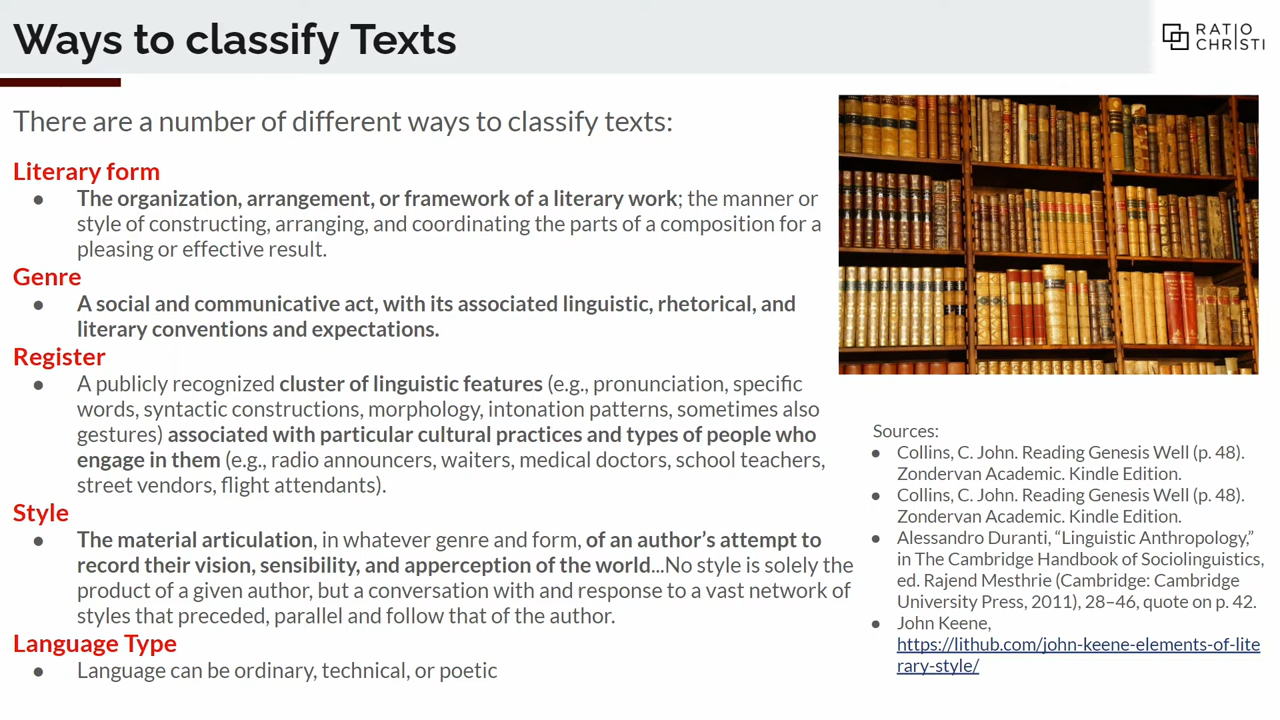 Ways to classify Texts
RATIO
CHRISTI
There are a number of different ways to classify texts:
Literary form
● The organization, arrangement, or framework of a literary work; the manner or
style of constructing, arranging, and coordinating the parts of a composition for a
pleasing or effective result.
Genre
● A social and communicative act, with its associated linguistic, rhetorical, and
literary conventions and expectations.
Register
● A publicly recognized cluster of linguistic features (e.g., pronunciation, specific
words, syntactic constructions, morphology, intonation patterns, sometimes also
gestures) associated with particular cultural practices and types of people who
engage in them (e.g., radio announcers, waiters, medical doctors, school teachers,
street vendors, flight attendants).
Style
● The material articulation, in whatever genre and form, of an author’s attempt to
record their vision, sensibility, and apperception of the world...No style is solely the
product of a given author, but a conversation with and response to a vast network of
styles that preceded, parallel and follow that of the author.
Language Type
● Language can be ordinary, technical, or poetic
Sources:
● Collins, C. John. Reading Genesis Well (p. 48).
Zondervan Academic. Kindle Edition.
● Collins, C. John. Reading Genesis Well (p. 48).
Zondervan Academic. Kindle Edition.
● Alessandro Duranti, “Linguistic Anthropology,”
in The Cambridge Handbook of Sociolinguistics,
ed. Rajend Mesthrie (Cambridge: Cambridge
University Press, 2011), 28–46, quote on p. 42.
● John Keene,
https://lithub.com/john-keene-elements-of-lite
rary-style/